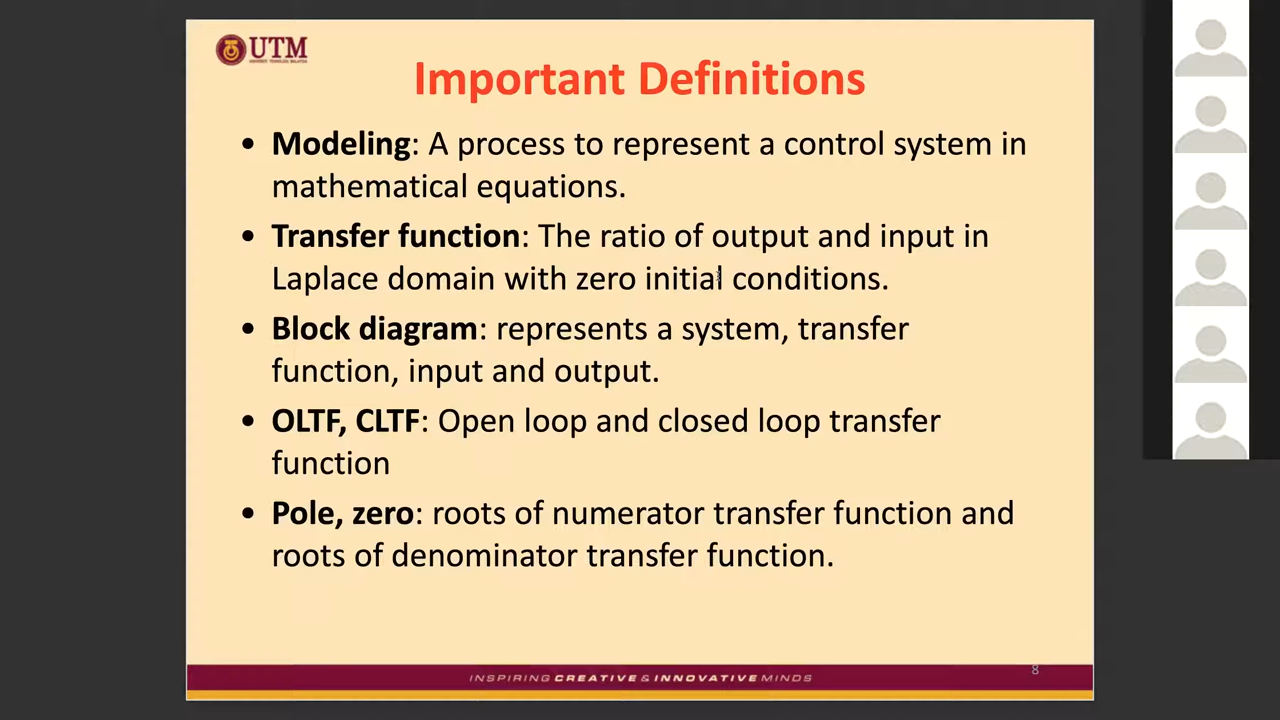 UTM
Important Definitions
• Modeling: A process to represent a control system in
mathematical equations.
• Transfer function: The ratio of output and input in
Laplace domain with zero initial conditions.
• Block diagram: represents a system, transfer
function, input and output.
• OLTF, CLTF: Open loop and closed loop transfer
function
• Pole, zero: roots of numerator transfer function and
roots of denominator transfer function.
INSPIRING CREATIVE & INNOVATIVE MINDS
8